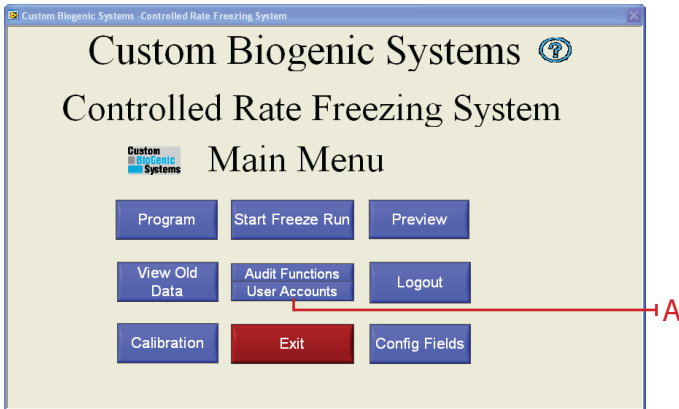 Custom Biogenic Systems -Controlled Rate Freezing System
Custom Biogenic Systems
Controlled Rate Freezing System
Custom
BioGenic
Systems
Main Menu
Program
Start Freeze Run
Preview
View Old
Data
Audit Functions
User Accounts
Logout
A
Calibration
Exit
Config Fields